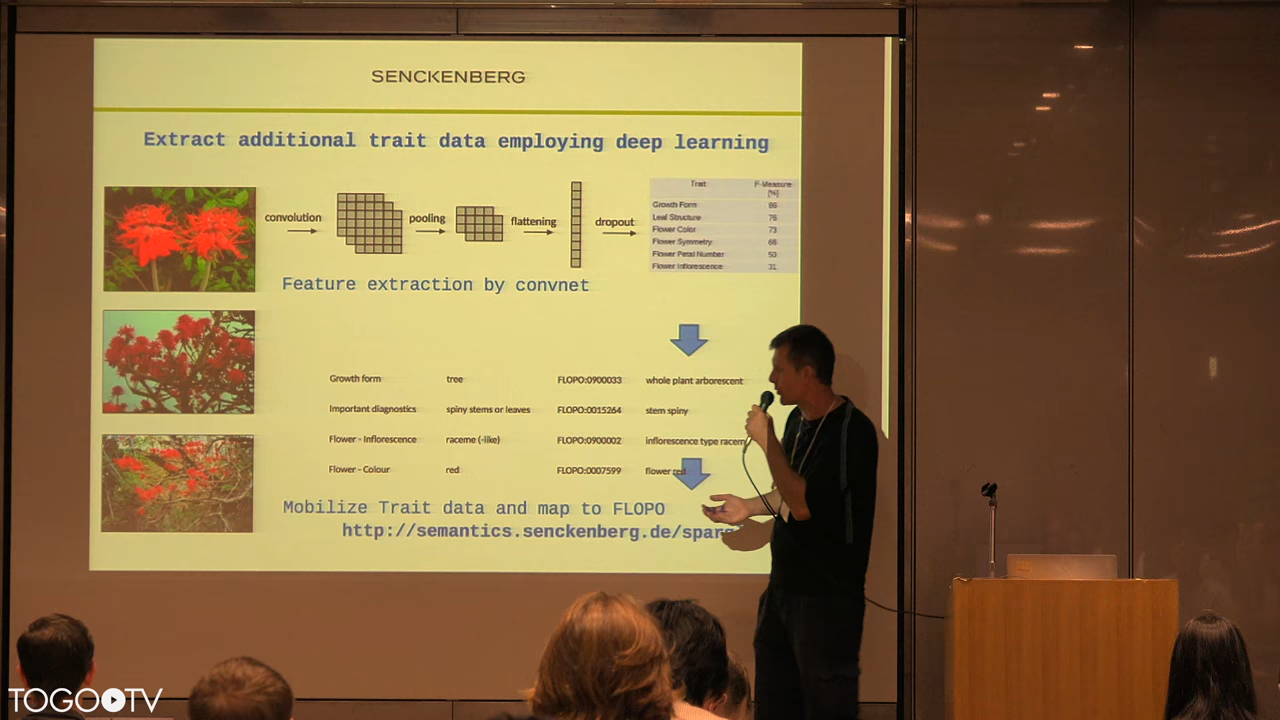 SENCKENBERG
Extract additional trait data employing deep learning
convolution
pooling
flattening
dropout
Trait F-Measure [%]
Growth Form 86
Leaf Structure 76
Flower Color 73
Flower Symmetry 66
Flower Petal Number 50
Flower Inflorescence 31
Feature extraction by convnet
Growth form tree FLOPO:0900033 whole plant arborescent
Important diagnostics spiny stems or leaves FLOPO:0015264 stem spiny
Flower - Inflorescence raceme (-like) FLOPO:0900002 inflorescence type racem
Flower - Colour red FLOPO:0007599 flower red
Mobilize Trait data and map to FLOPO
http://semantics.senckenberg.de/sparq
TOGO TV